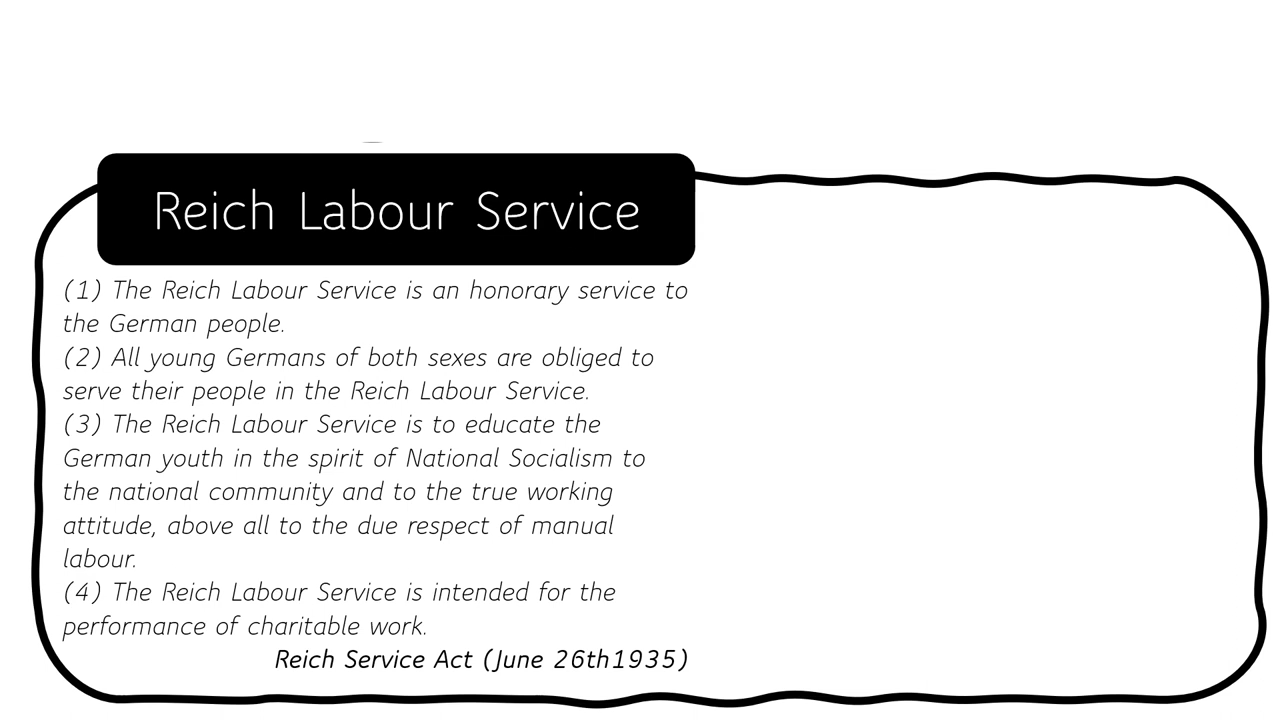 Reich Labour Service
(1) The Reich Labour Service is an honorary service to
the German people.
(2) All young Germans of both sexes are obliged to
serve their people in the Reich Labour Service.
(3) The Reich Labour Service is to educate the
German youth in the spirit of National Socialism to
the national community and to the true working
attitude, above all to the due respect of manual
labour.
(4) The Reich Labour Service is intended for the
performance of charitable work.
Reich Service Act (June 26th1935)